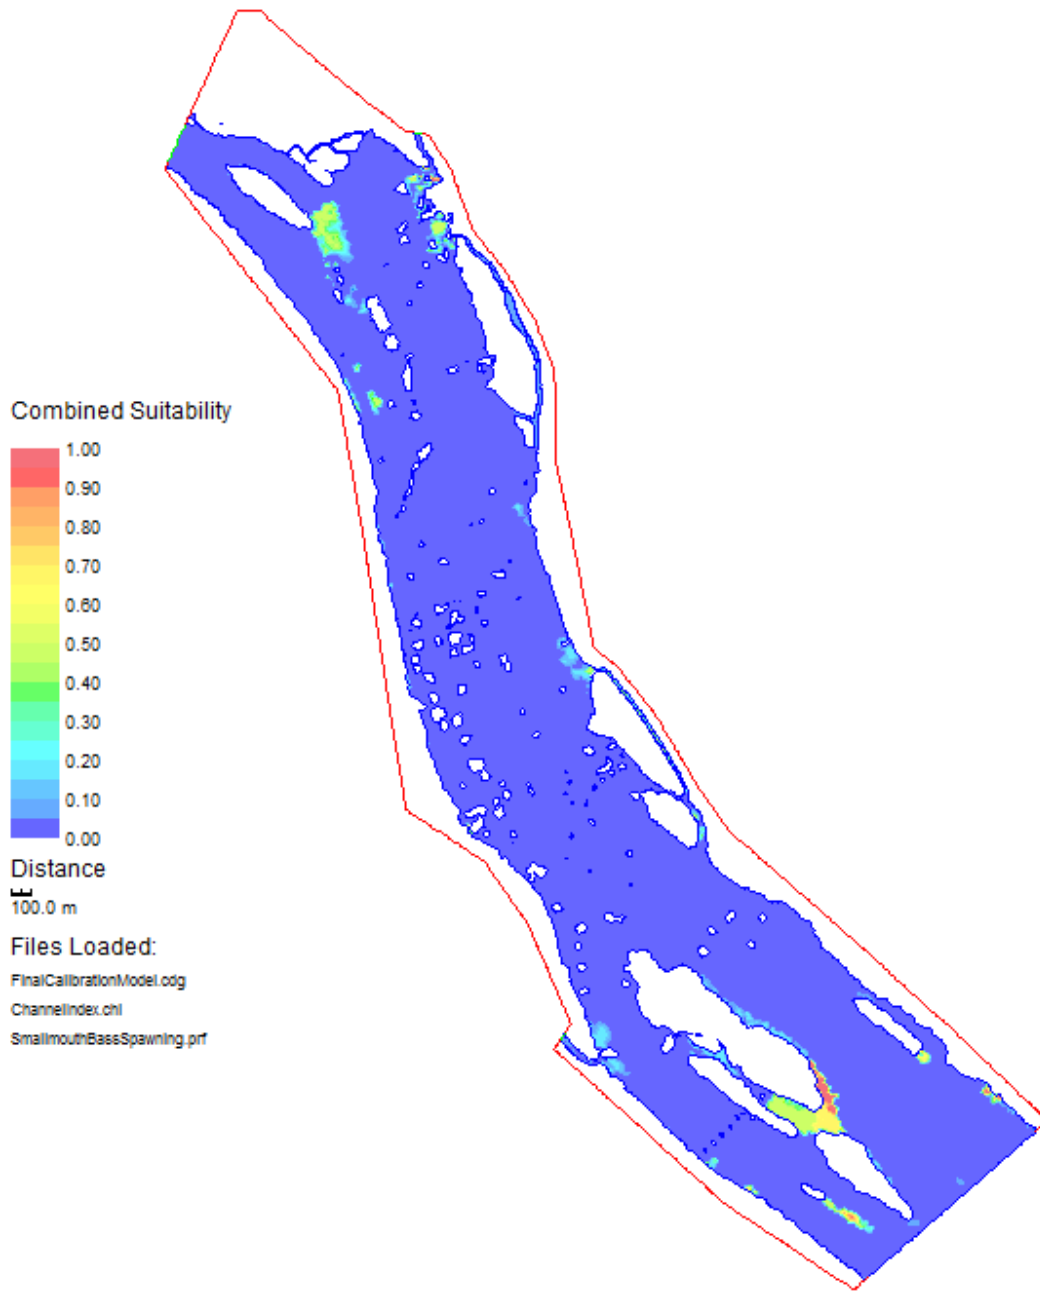 Combined Suitability
1.00
0.90
0.80
0.70
0.60
0.50
0.40
0.30
0.20
0.10
0.00
Distance
100.0 m
Files Loaded:
FinalCalibrationModel.cdg
ChannelIndex.chi
SmallmouthBassSpawning.prf